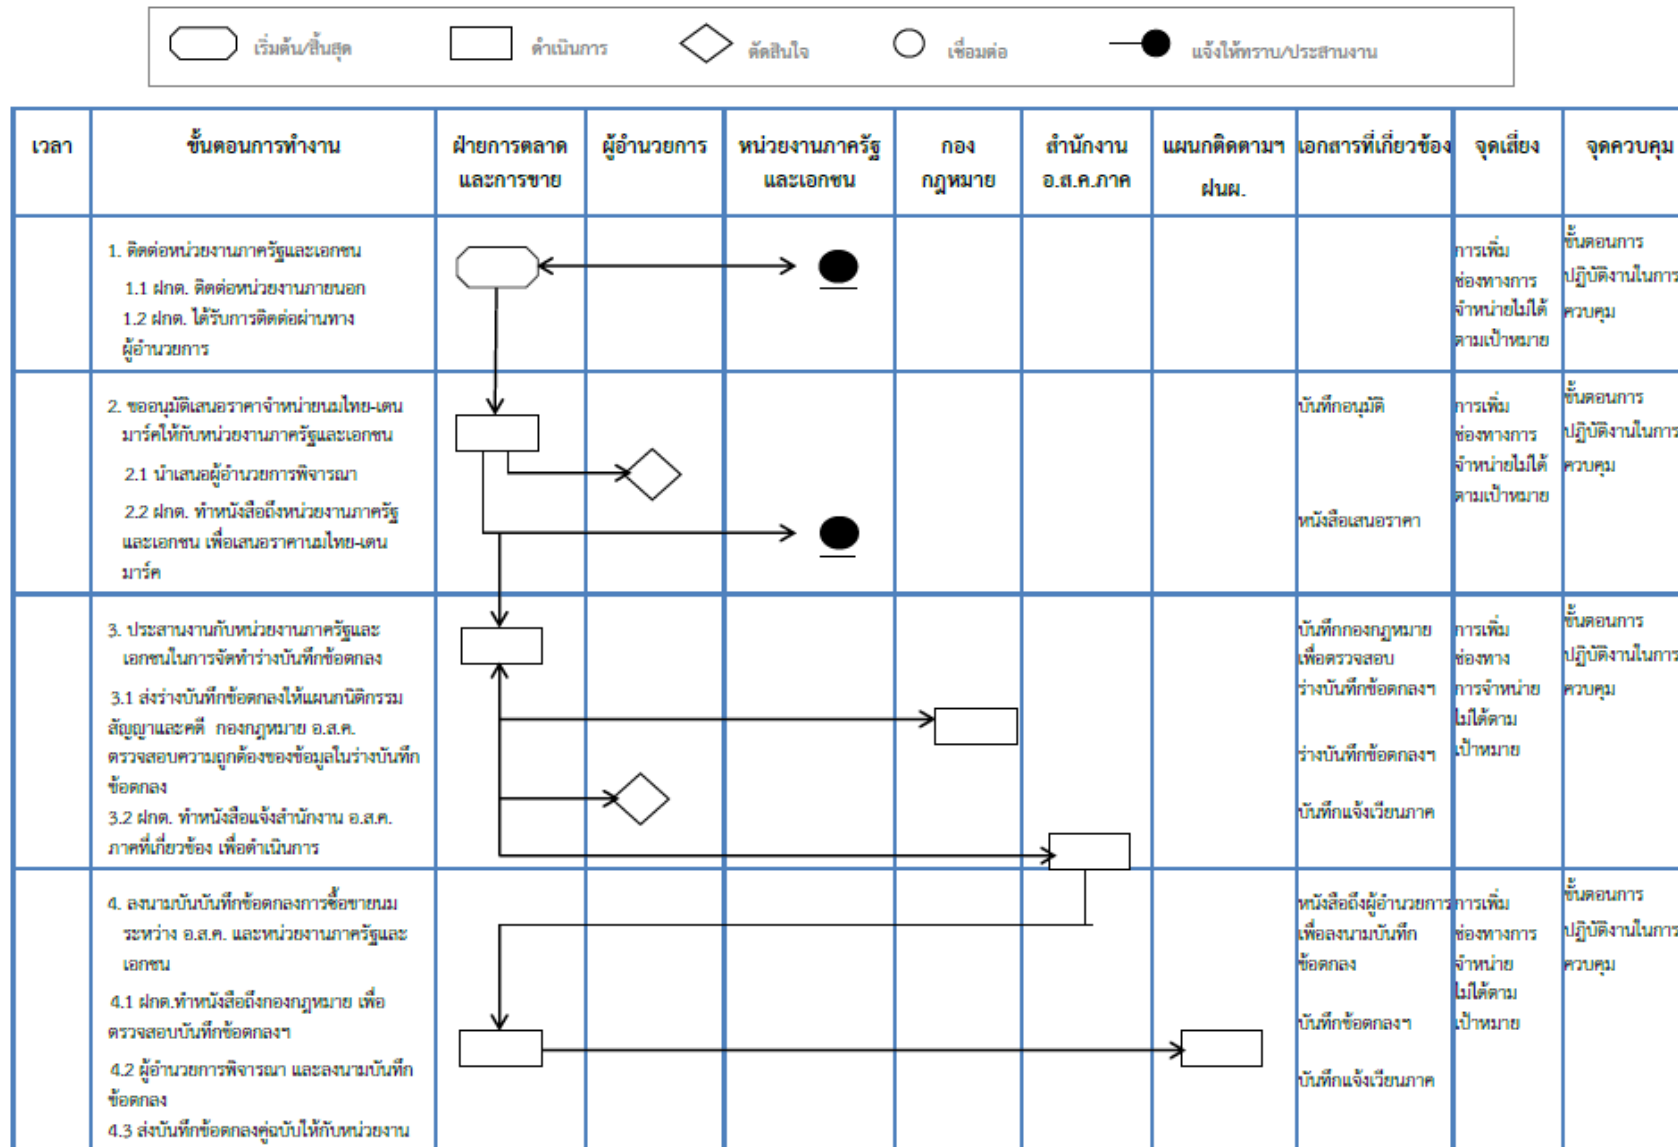 เริ่มต้น/สิ้นสุด ดำเนินการ ตัดสินใจ เชื่อมต่อ แจ้งให้ทราบ/ประสานงาน
เวลา
ขั้นตอนการทำงาน
ฝ่ายการตลาด
และการขาย
ผู้อำนวยการ
หน่วยงานภาครัฐ
และเอกชน
กอง
กฎหมาย
สำนักงาน
อ.ส.ค.ภาค
แผนกติดตามฯ
ฝนผ.
เอกสารที่เกี่ยวข้อง
จุดเสี่ยง
จุดควบคุม
1. ติดต่อหน่วยงานภาครัฐและเอกชน
1.1 ฝกต. ติดต่อหน่วยงานภายนอก
1.2 ฝกต. ได้รับการติดต่อผ่านทาง
ผู้อำนวยการ
การเพิ่ม
ช่องทางการ
จำหน่ายไม่ได้
ตามเป้าหมาย
ขั้นตอนการ
ปฏิบัติงานในการ
ควบคุม
2. ขออนุมัติเสนอราคาจำหน่ายนมไทย-เดน
มาร์คให้กับหน่วยงานภาครัฐและเอกชน
2.1 นำเสนอผู้อำนวยการพิจารณา
2.2 ฝกต. ทำหนังสือถึงหน่วยงานภาครัฐ
และเอกชน เพื่อเสนอราคานมไทย-เดน
มาร์ค
บันทึกอนุมัติ
หนังสือเสนอราคา
การเพิ่ม
ช่องทางการ
จำหน่ายไม่ได้
ตามเป้าหมาย
ขั้นตอนการ
ปฏิบัติงานในการ
ควบคุม
3. ประสานงานกับหน่วยงานภาครัฐและ
เอกชนในการจัดทำร่างบันทึกข้อตกลง
3.1 ส่งร่างบันทึกข้อตกลงให้แผนกนิติกรรม
สัญญาและคดี กองกฎหมาย อ.ส.ค.
ตรวจสอบความถูกต้องของข้อมูลในร่างบันทึก
ข้อตกลง
3.2 ฝกต. ทำหนังสือแจ้งสำนักงาน อ.ส.ค.
ภาคที่เกี่ยวข้อง เพื่อดำเนินการ
บันทึกกองกฎหมาย
เพื่อตรวจสอบ
ร่างบันทึกข้อตกลงฯ
ร่างบันทึกข้อตกลงฯ
บันทึกแจ้งเวียนภาค
การเพิ่ม
ช่องทาง
การจำหน่าย
ไม่ได้ตาม
เป้าหมาย
ขั้นตอนการ
ปฏิบัติงานในการ
ควบคุม
4. ลงนามบันบันทึกข้อตกลงการซื้อขายนม
ระหว่าง อ.ส.ค. และหน่วยงานภาครัฐและ
เอกชน
4.1 ฝกต.ทำหนังสือถึงกองกฎหมาย เพื่อ
ตรวจสอบบันทึกข้อตกลงฯ
4.2 ผู้อำนวยการพิจารณา และลงนามบันทึก
ข้อตกลง
4.3 ส่งบันทึกข้อตกลงคู่ฉบับให้กับหน่วยงาน
หนังสือถึงผู้อำนวยการ
เพื่อลงนามบันทึก
ข้อตกลง
บันทึกข้อตกลงฯ
บันทึกแจ้งเวียนภาค
การเพิ่ม
ช่องทางการ
จำหน่าย
ไม่ได้ตาม
เป้าหมาย
ขั้นตอนการ
ปฏิบัติงานในการ
ควบคุม